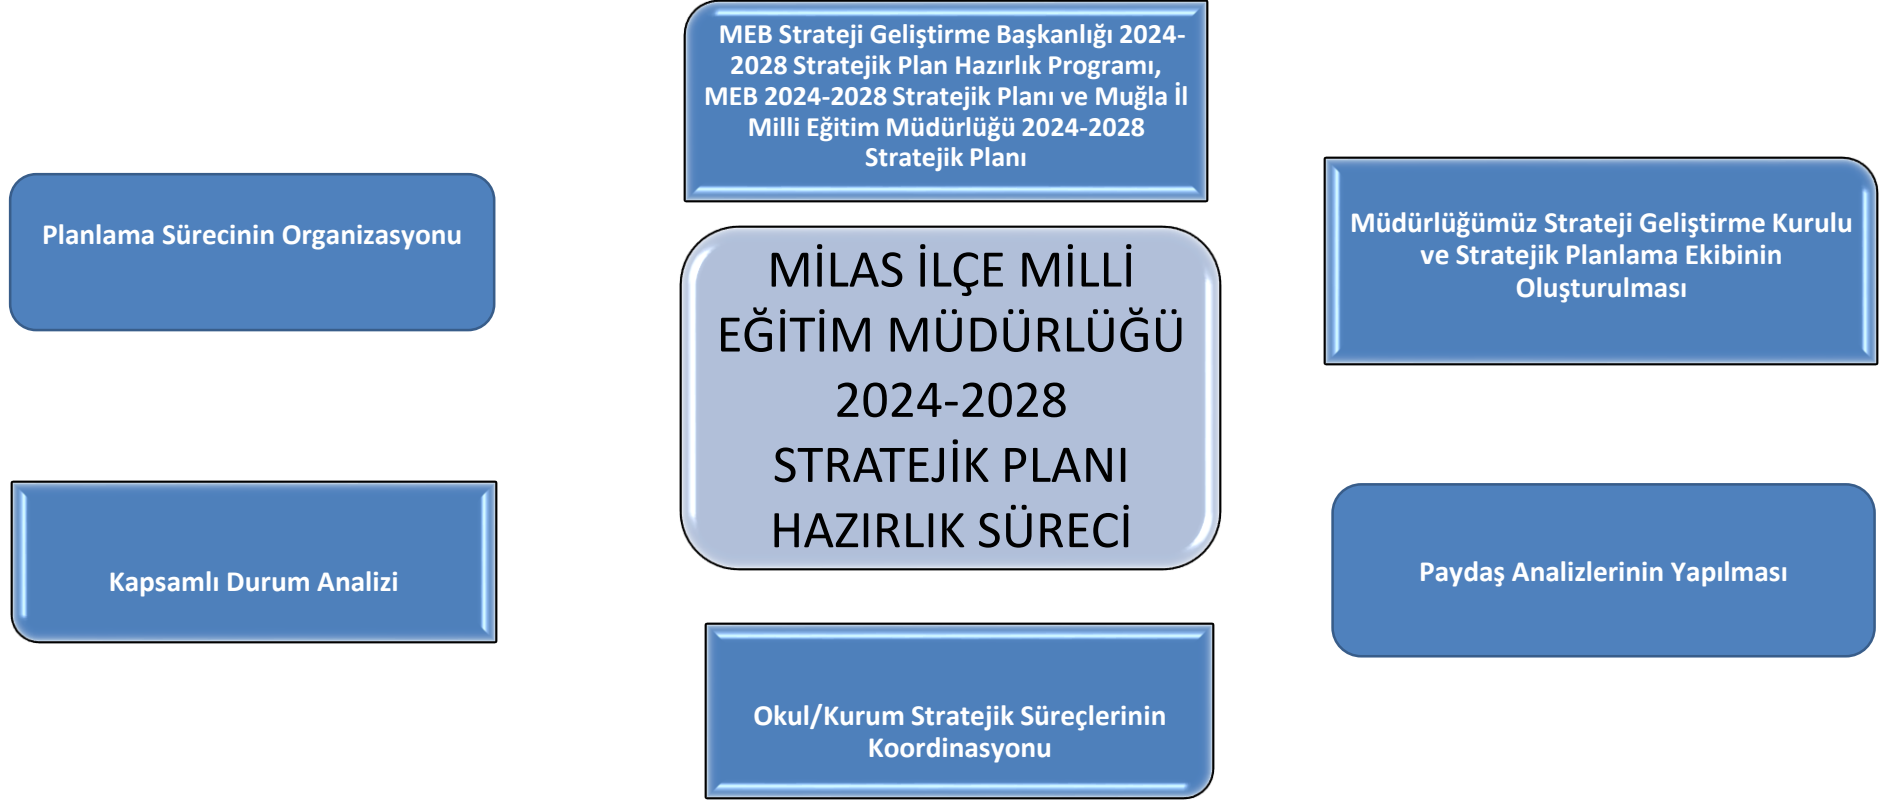 MEB Strateji Geliştirme Başkanlığı 2024-
2028 Stratejik Plan Hazırlık Programı,
MEB 2024-2028 Stratejik Planı ve Muğla İl
Milli Eğitim Müdürlüğü 2024-2028
Stratejik Planı
Planlama Sürecinin Organizasyonu
Müdürlüğümüz Strateji Geliştirme Kurulu
ve Stratejik Planlama Ekibinin
Oluşturulması
MİLAS İLÇE MİLLİ
EĞİTİM MÜDÜRLÜĞÜ
2024-2028
STRATEJİK PLANI
HAZIRLIK SÜRECİ
Kapsamlı Durum Analizi
Paydaş Analizlerinin Yapılması
Okul/Kurum Stratejik Süreçlerinin
Koordinasyonu